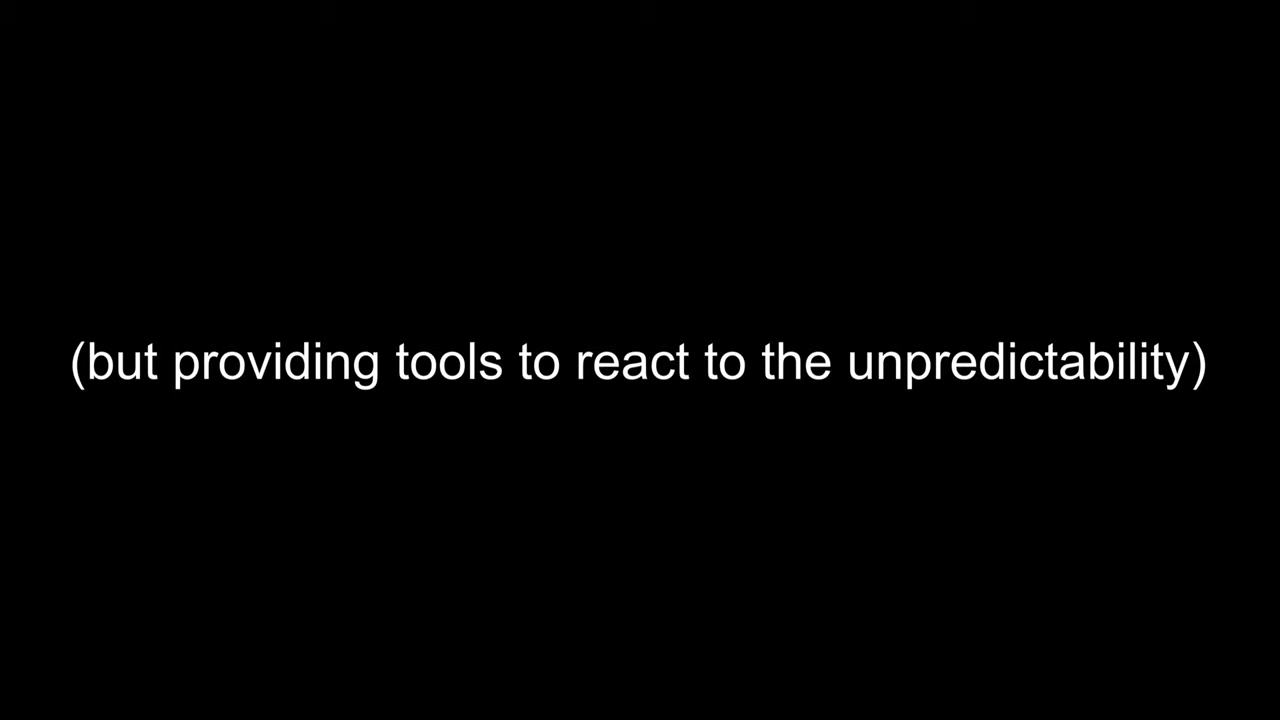 (but providing tools to react to the unpredictability)